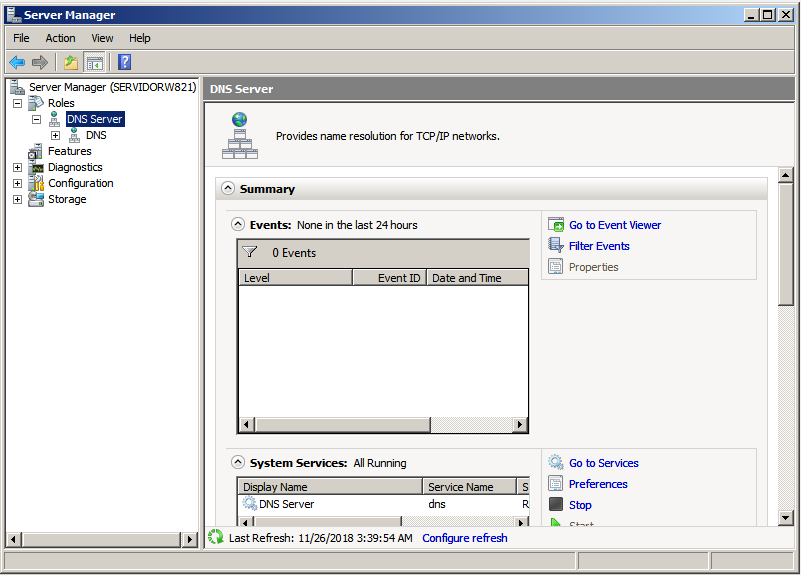 Server Manager
File Action View Help
Server Manager (SERVIDORW821)
Roles
DNS Server
DNS
Features
Diagnostics
Configuration
Storage
DNS Server
Provides name resolution for TCP/IP networks.
Summary
Events: None in the last 24 hours
0 Events
Level Event ID Date and Time
Go to Event Viewer
Filter Events
Properties
System Services: All Running
Display Name Service Name S
DNS Server dns R
Go to Services
Preferences
Stop
Start
Last Refresh: 11/26/2018 3:39:54 AM Configure refresh